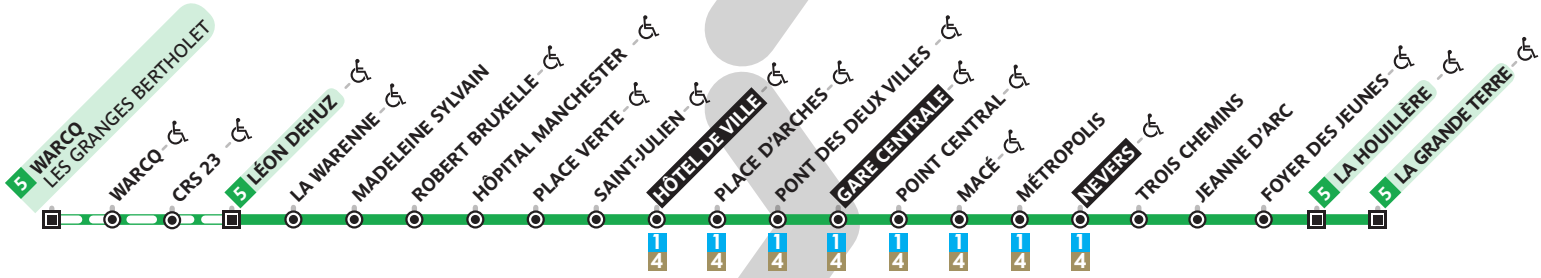 5 WARCQ
LES GRANGES BERTHOLET
WARCQ
CRS 23
5 LÉON DEHUZ
LA WARENNE
MADELEINE SYLVAIN
ROBERT BRUXELLE
HÔPITAL MANCHESTER
PLACE VERTE
SAINT-JULIEN
HÔTEL DE VILLE
PLACE D'ARCHES
PONT DES DEUX VILLES
GARE CENTRALE
POINT CENTRAL
MACÉ
MÉTROPOLIS
NEVERS
TROIS CHEMINS
JEANNE D'ARC
FOYER DES JEUNES
5 LA HOUILLÈRE
5 LA GRANDE TERRE
1 1 1 1 1 1 1 1
4 4 4 4 4 4 4 4